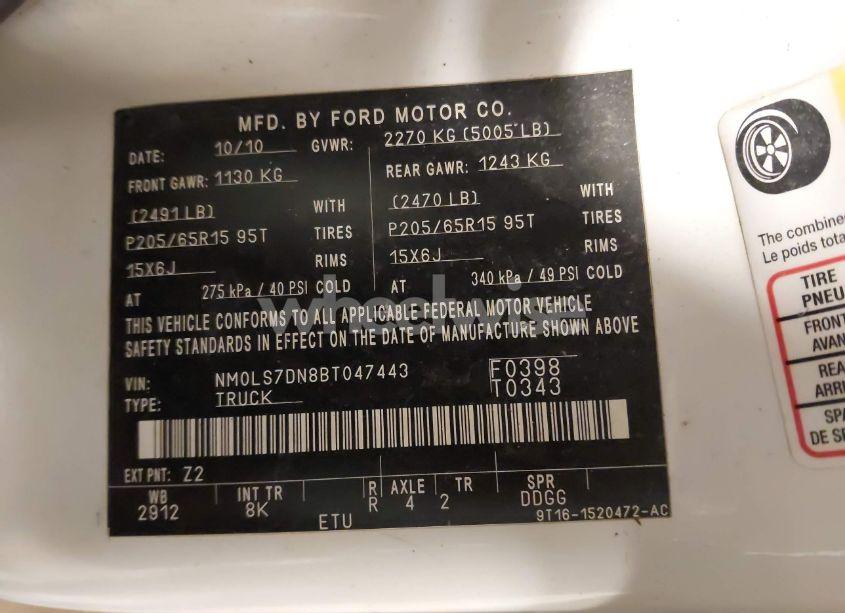 MFD. BY FORD MOTOR CO.
DATE: 10/10 GVWR: 2270 KG (5005 LB)
FRONT GAWR: 1130 KG REAR GAWR: 1243 KG
(2491 LB) WITH (2470 LB) WITH
P205/65R15 95T TIRES P205/65R15 95T TIRES
15X6J RIMS 15X6J RIMS
AT 275 kPa / 40 PSI COLD AT 340 kPa / 49 PSI COLD
THIS VEHICLE CONFORMS TO ALL APPLICABLE FEDERAL MOTOR VEHICLE
SAFETY STANDARDS IN EFFECT ON THE DATE OF MANUFACTURE SHOWN ABOVE
VIN: NM0LS7DN8BT047443 F0398
TYPE: TRUCK T0343
EXT PNT: Z2
WB INT TR R AXLE TR SPR
2912 8K R 4 2 DDGG
ETU 9T16-1520472-AC
The combine
Le poids tota
TIRE
PNEU
FRONT
AVAN
REA
ARRI
SPA
DE S
wheelwise